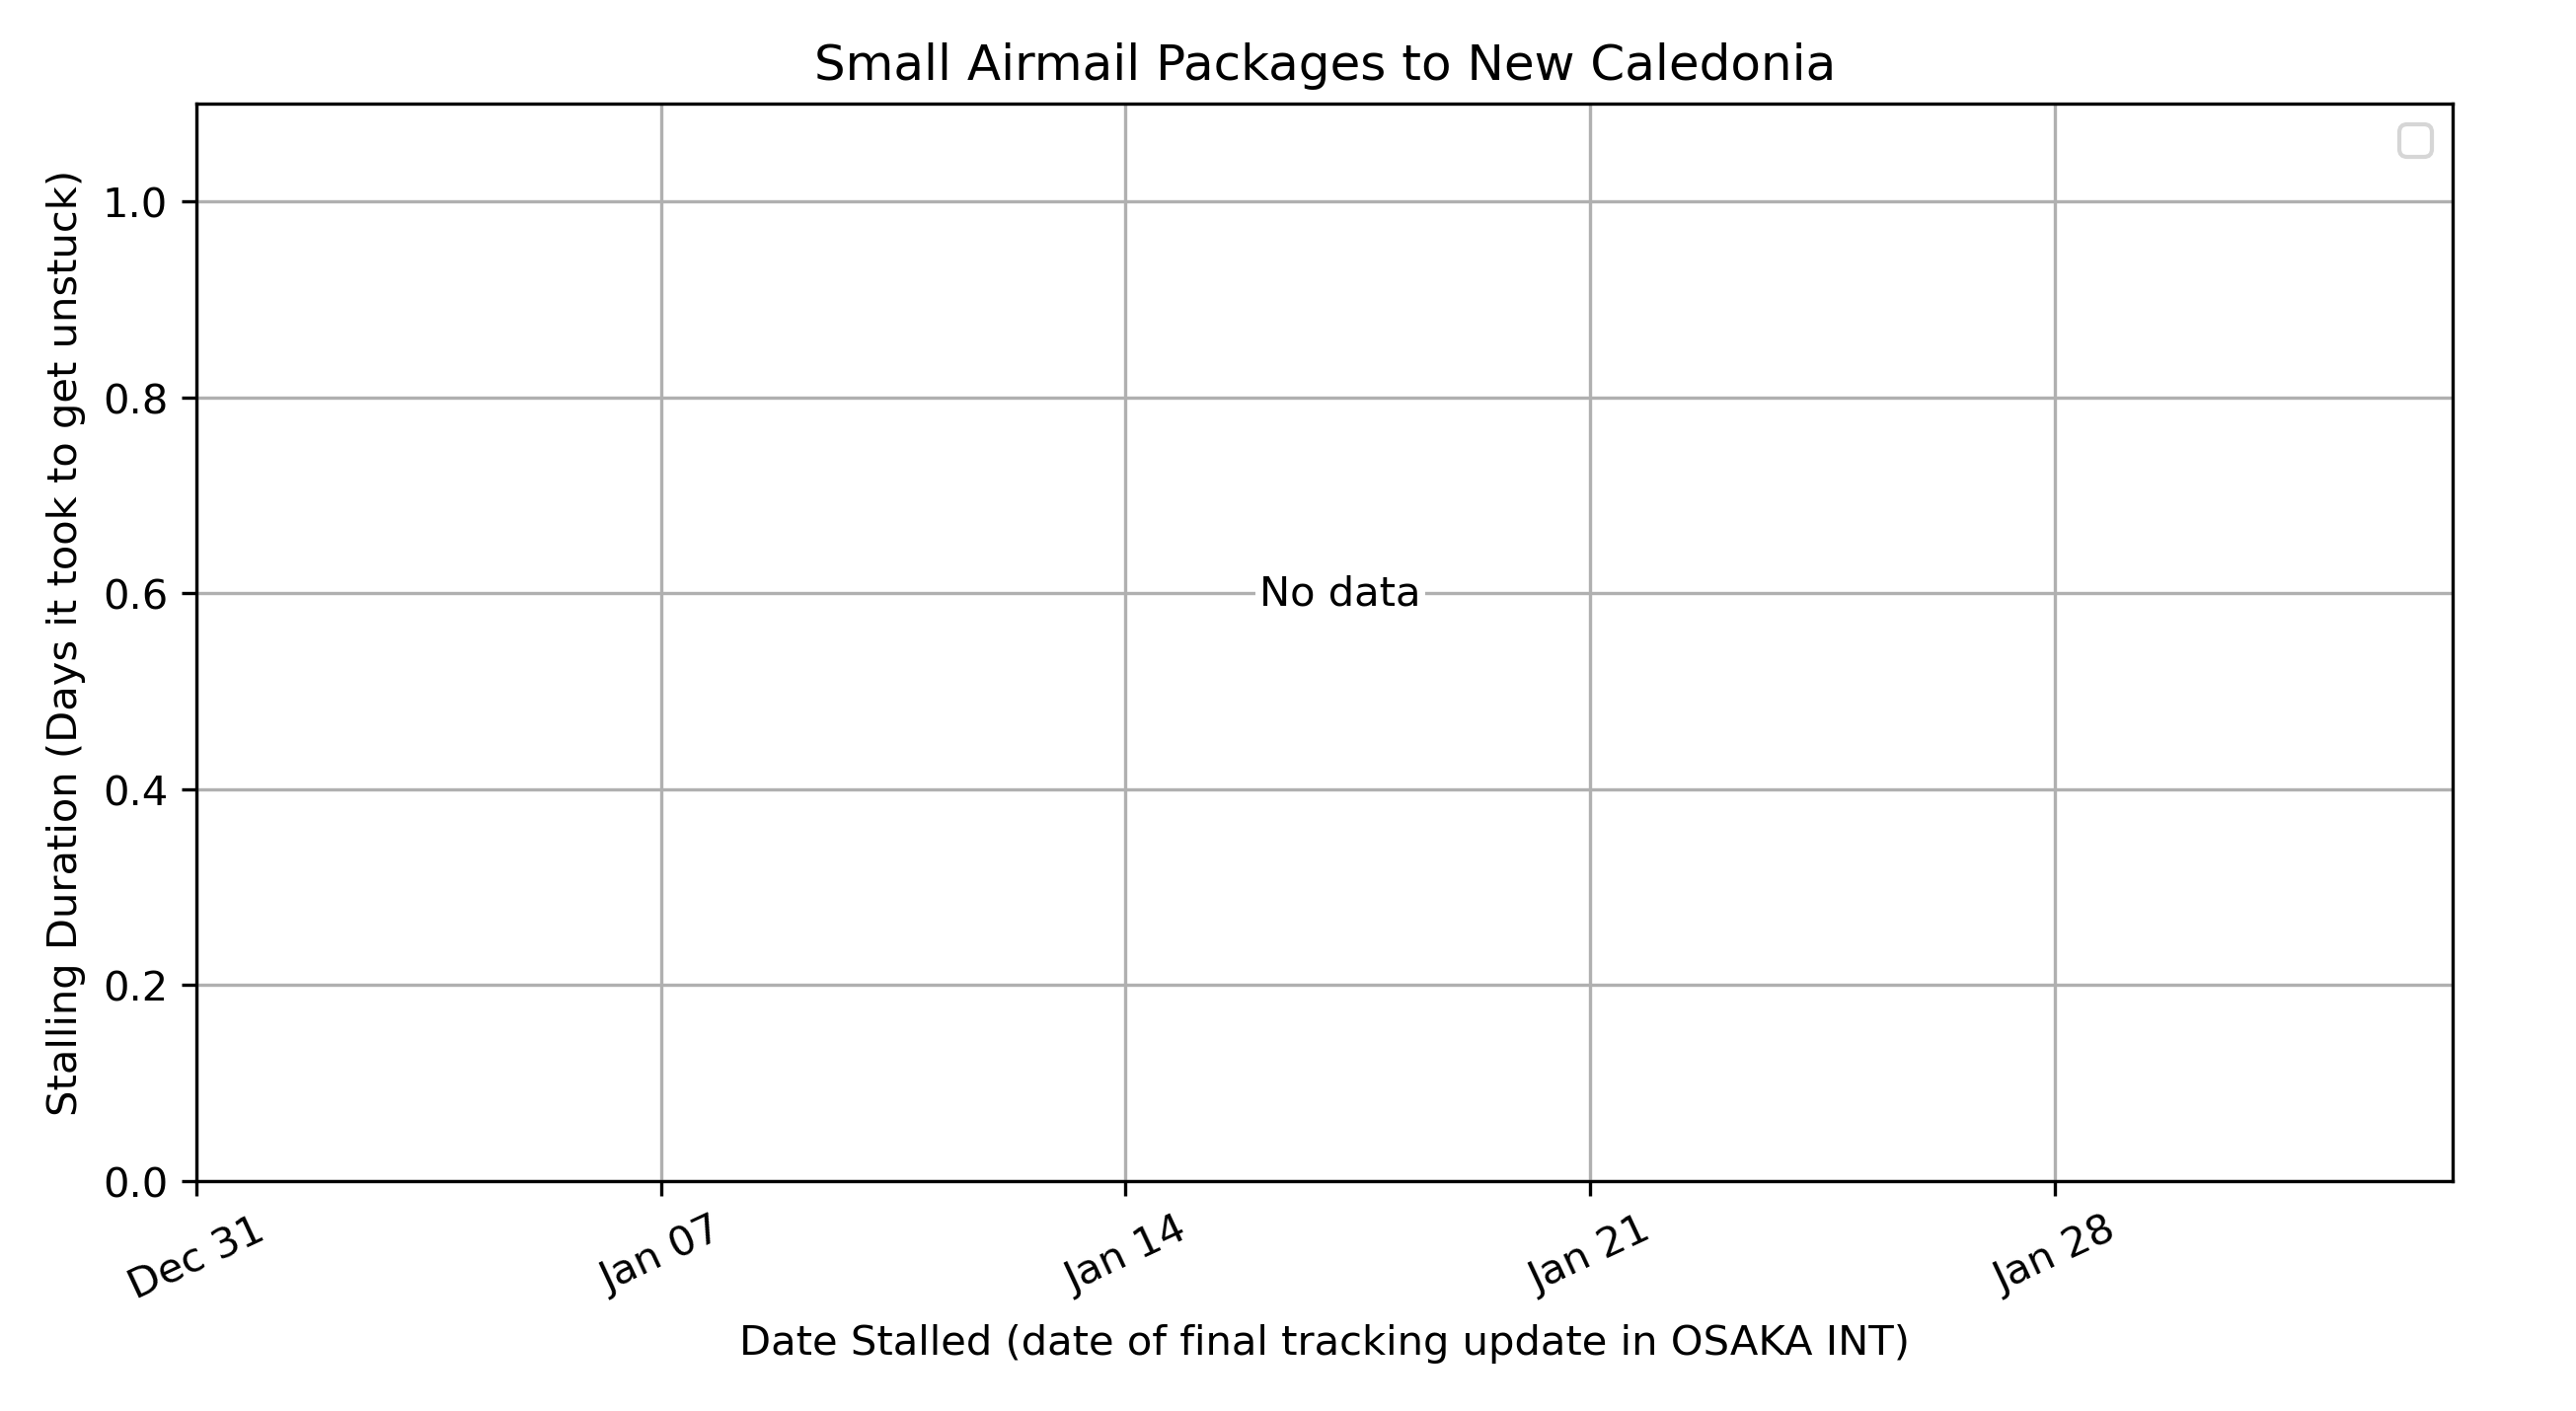 Small Airmail Packages to New Caledonia
Stalling Duration (Days it took to get unstuck)
1.0
0.8
0.6
0.4
0.2
0.0
No data
Dec 31
Jan 07
Jan 14
Jan 21
Jan 28
Date Stalled (date of final tracking update in OSAKA INT)